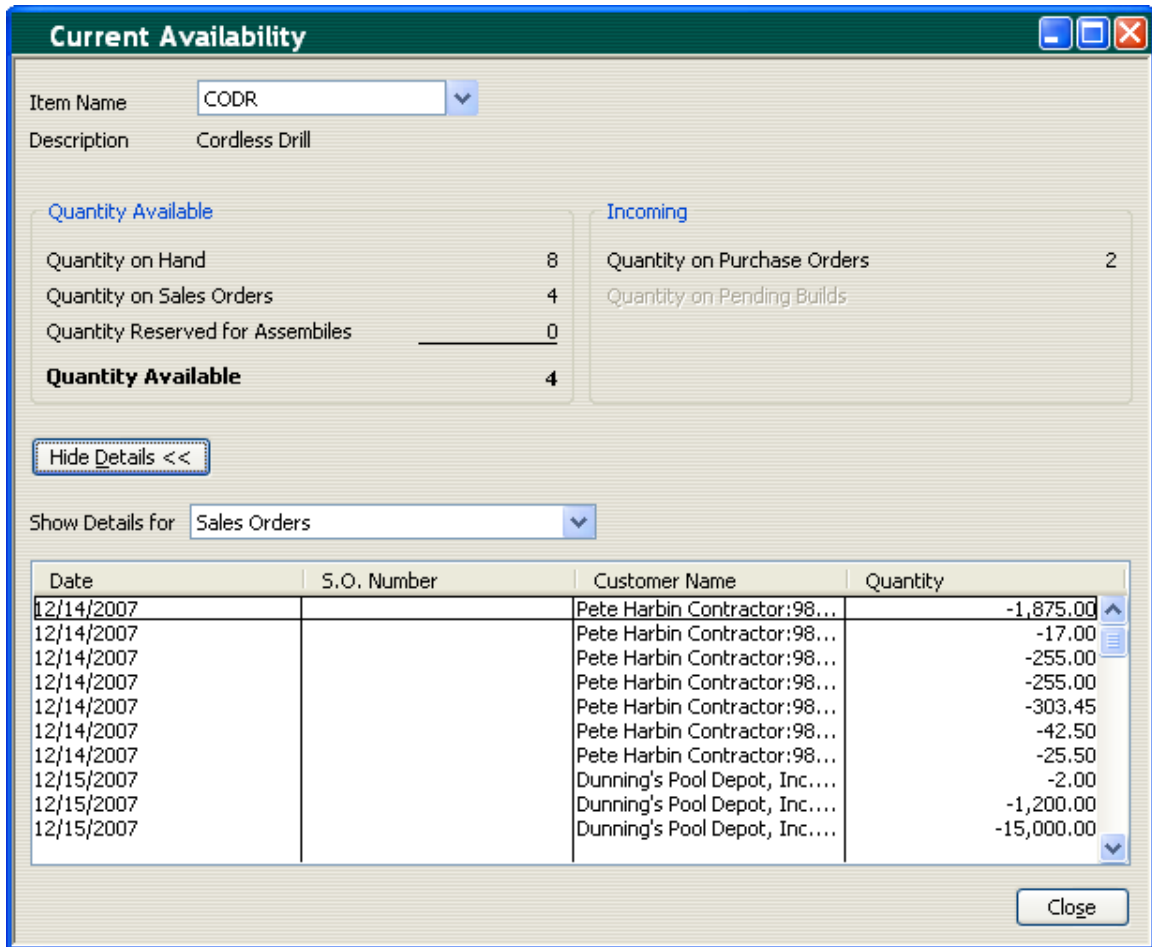 Current Availability
Item Name CODR
Description Cordless Drill
Quantity Available
Quantity on Hand 8
Quantity on Sales Orders 4
Quantity Reserved for Assembiles 0
Quantity Available 4
Incoming
Quantity on Purchase Orders 2
Quantity on Pending Builds
Hide Details <<
Show Details for Sales Orders
Date S.O. Number Customer Name Quantity
12/14/2007 Pete Harbin Contractor:98... -1,875.00
12/14/2007 Pete Harbin Contractor:98... -17.00
12/14/2007 Pete Harbin Contractor:98... -255.00
12/14/2007 Pete Harbin Contractor:98... -255.00
12/14/2007 Pete Harbin Contractor:98... -303.45
12/14/2007 Pete Harbin Contractor:98... -42.50
12/14/2007 Pete Harbin Contractor:98... -25.50
12/15/2007 Dunning's Pool Depot, Inc.... -2.00
12/15/2007 Dunning's Pool Depot, Inc.... -1,200.00
12/15/2007 Dunning's Pool Depot, Inc.... -15,000.00
Close